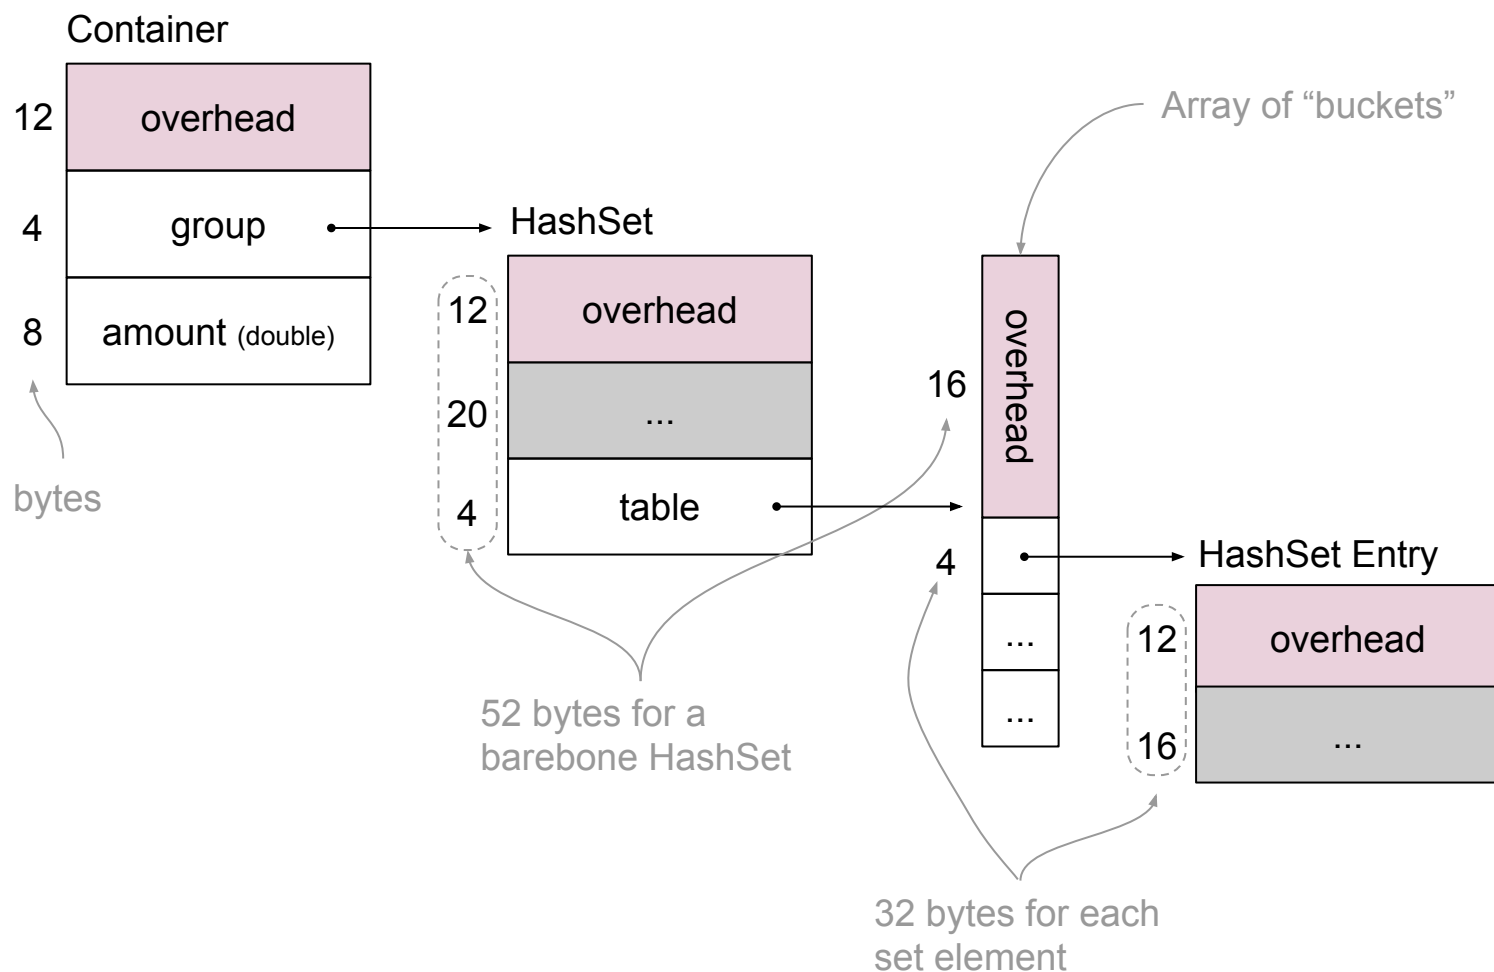 Container
12
overhead
4
group
8
amount (double)
bytes
HashSet
12
overhead
20
...
4
table
52 bytes for a
barebone HashSet
Array of “buckets”
16
overhead
4
...
...
HashSet Entry
12
overhead
16
...
32 bytes for each
set element